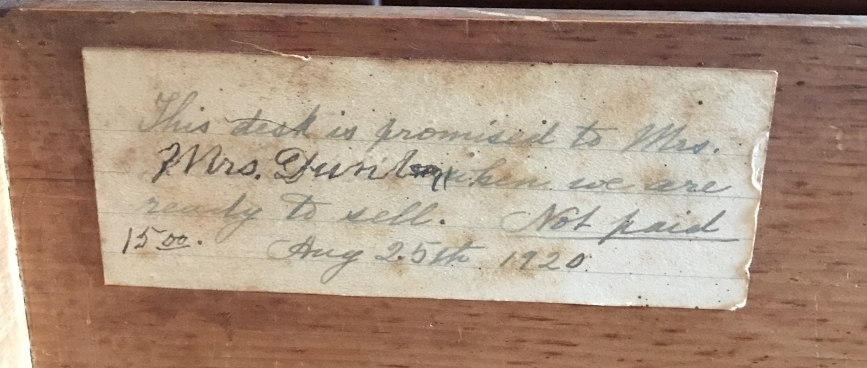 This desk is promised to Mrs.
Mrs. when we are
ready to sell. Not paid
15.00. Aug 25th 1920